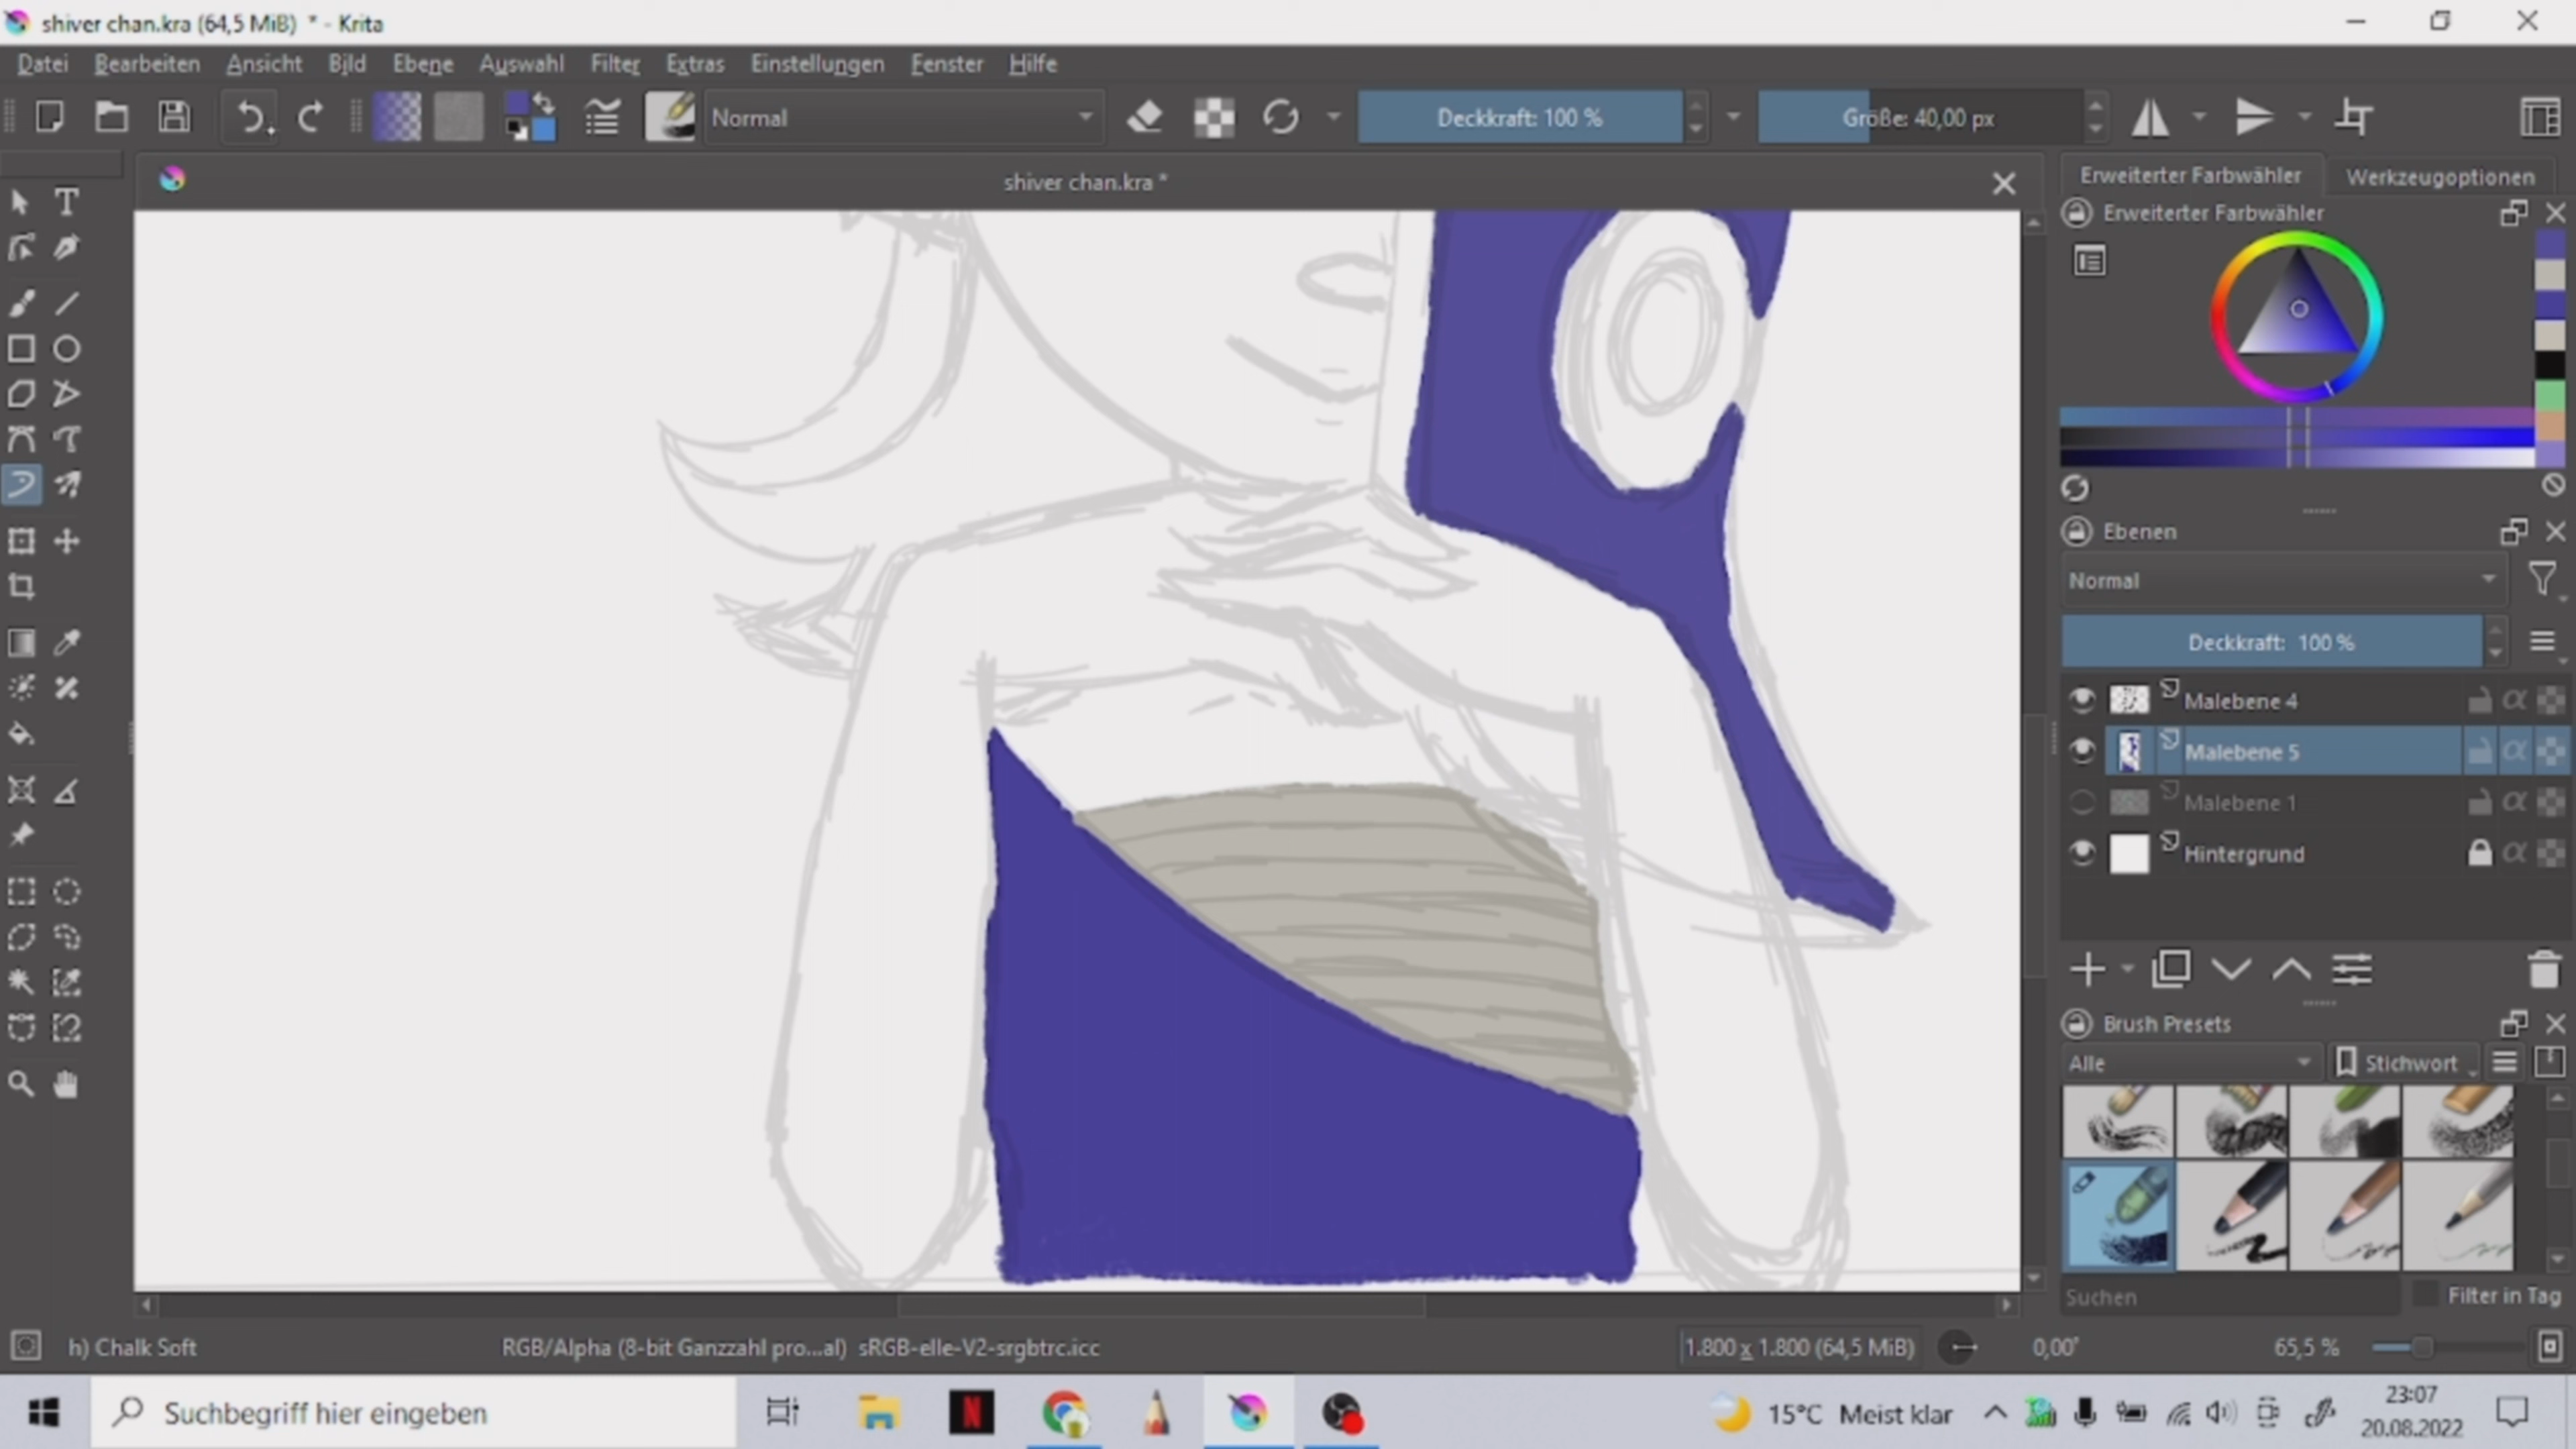 shiver chan.kra (64,5 MiB) * - Krita
Datei Bearbeiten Ansicht Bild Ebene Auswahl Filter Extras Einstellungen Fenster Hilfe
Normal Deckkraft: 100 % Größe: 40,00 px
shiver chan.kra *
Erweiterter Farbwähler Werkzeugoptionen
Erweiterter Farbwähler
Ebenen
Normal
Deckkraft: 100 %
Malebene 4
Malebene 5
Malebene 1
Hintergrund
Brush Presets
Alle Stichwort
Suchen Filter in Tag
h) Chalk Soft RGB/Alpha (8-bit Ganzzahl pro...al) sRGB-elle-V2-srgbtrc.icc 1.800 x 1.800 (64,5 MiB) 0,00° 65,5 %
Suchbegriff hier eingeben N 15°C Meist klar 23:07
20.08.2022